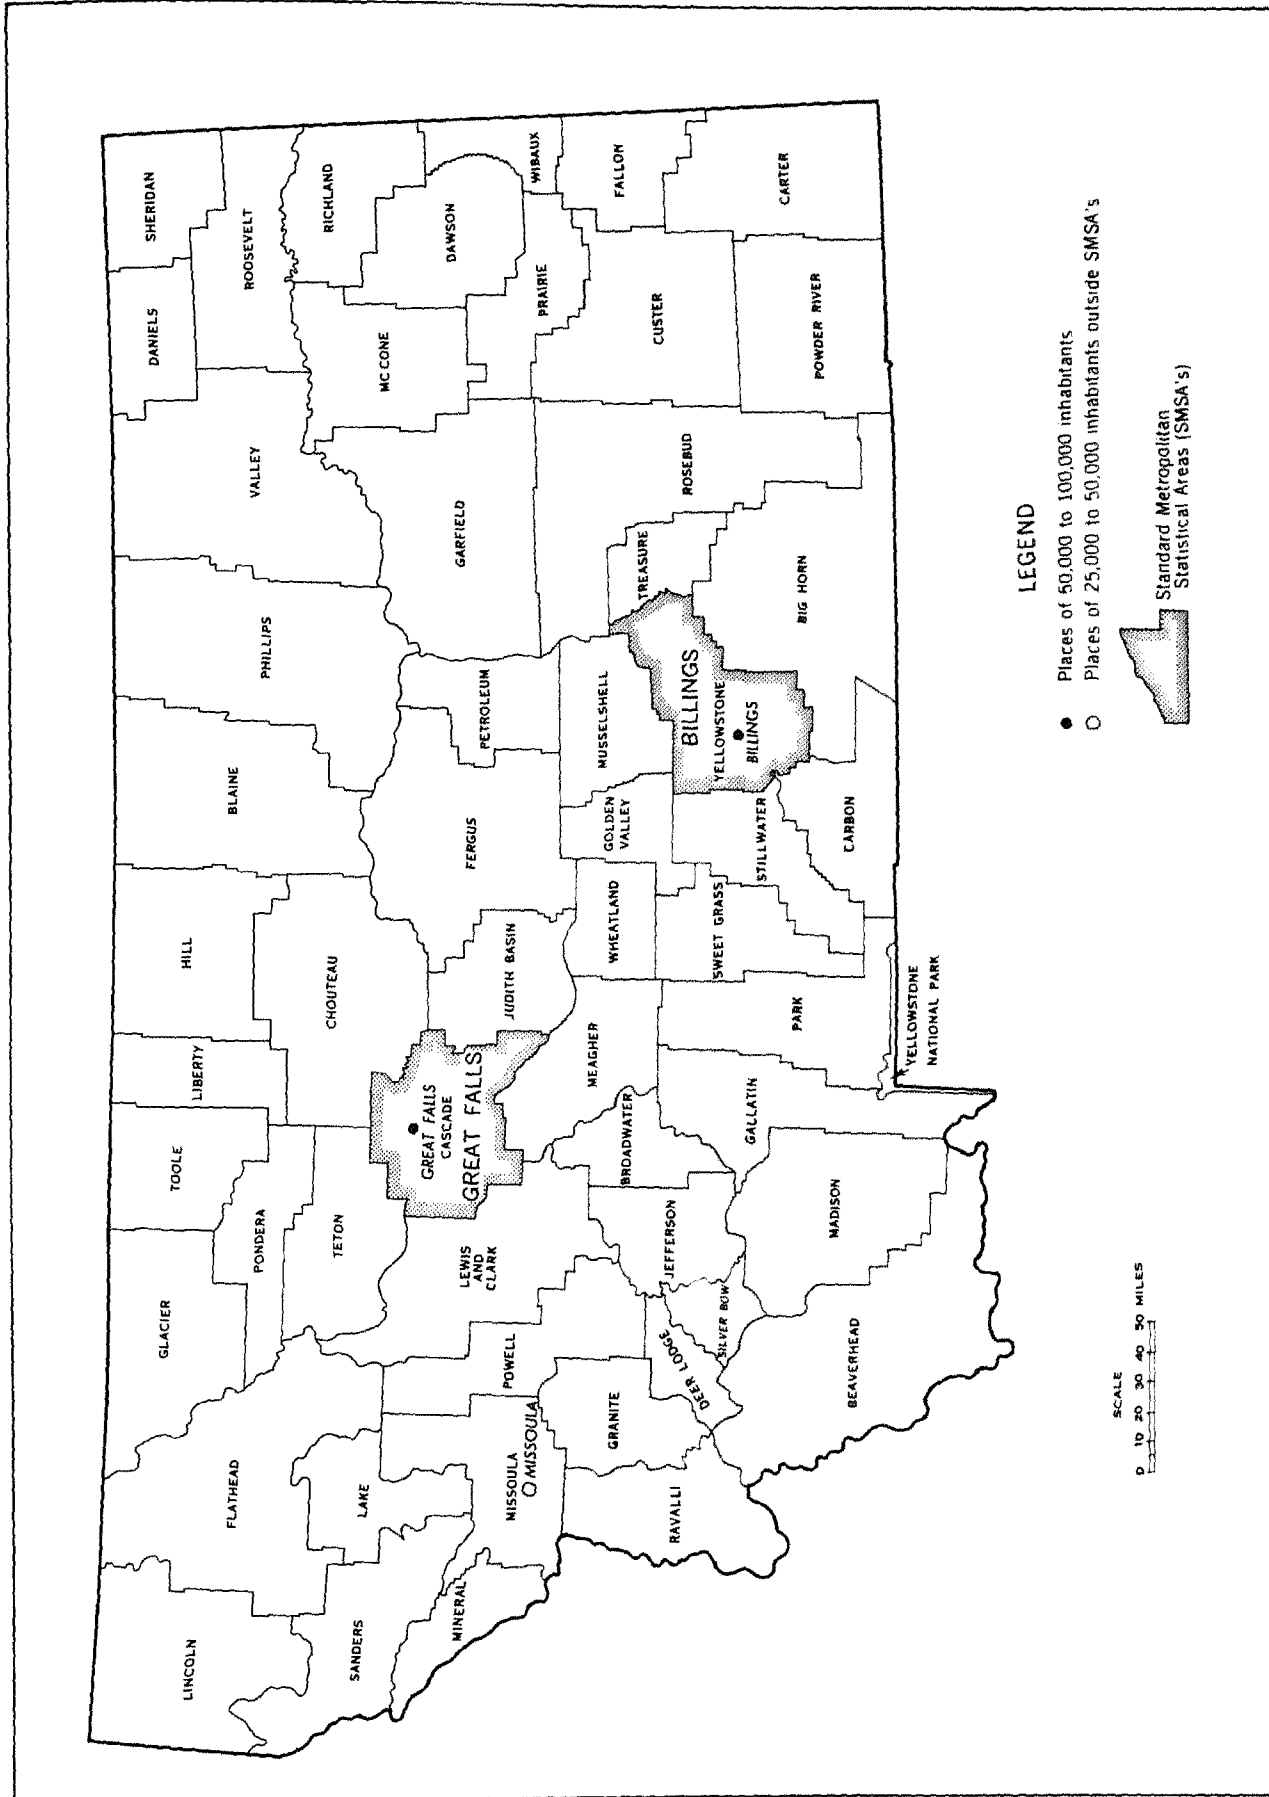 LINCOLN
FLATHEAD
GLACIER
TOOLE
LIBERTY
HILL
BLAINE
PHILLIPS
VALLEY
DANIELS
SHERIDAN
ROOSEVELT
SANDERS
LAKE
PONDERA
TETON
CHOUTEAU
RICHLAND
MC CONE
DAWSON
GARFIELD
MINERAL
MISSOULA
MISSOULA
POWELL
LEWIS
AND
CLARK
GREAT FALLS
CASCADE
GREAT FALLS
JUDITH BASIN
FERGUS
PETROLEUM
PRAIRIE
WIBAUX
RAVALLI
GRANITE
DEER LODGE
SILVER BOW
JEFFERSON
BROADWATER
MEAGHER
WHEATLAND
GOLDEN
VALLEY
MUSSELSHELL
TREASURE
ROSEBUD
CUSTER
FALLON
BEAVERHEAD
MADISON
GALLATIN
PARK
SWEET GRASS
STILLWATER
BILLINGS
YELLOWSTONE
BILLINGS
CARBON
BIG HORN
POWDER RIVER
CARTER
YELLOWSTONE
NATIONAL PARK
SCALE
0 10 20 30 40 50 MILES
LEGEND
Places of 50,000 to 100,000 inhabitants
Places of 25,000 to 50,000 inhabitants outside SMSA's
Standard Metropolitan
Statistical Areas (SMSA's)